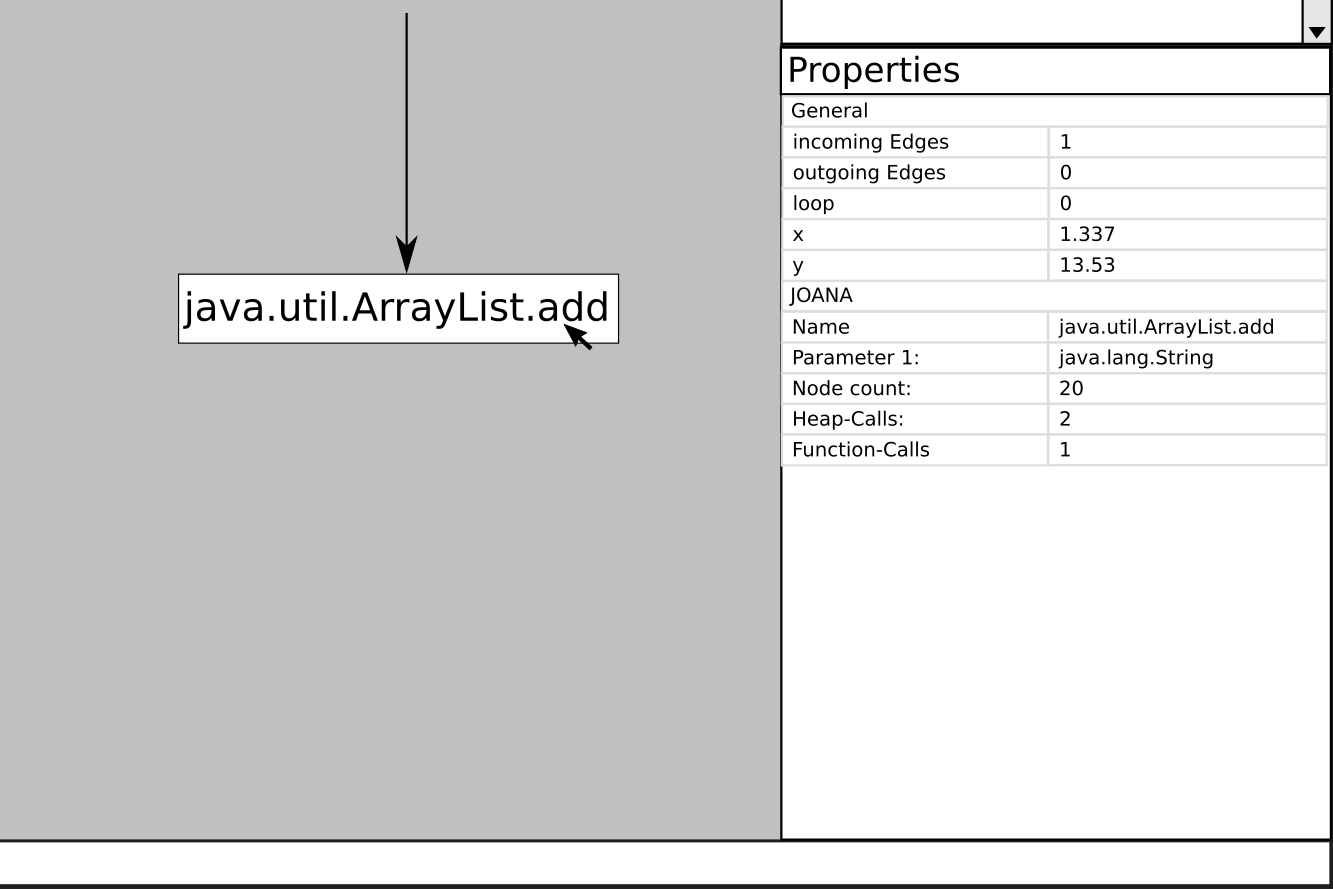 java.util.ArrayList.add
Properties
General
incoming Edges 1
outgoing Edges 0
loop 0
x 1.337
y 13.53
JOANA
Name java.util.ArrayList.add
Parameter 1: java.lang.String
Node count: 20
Heap-Calls: 2
Function-Calls 1